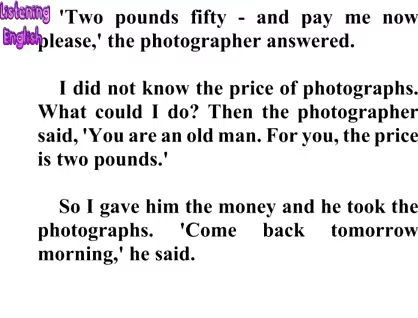 Listening
English
'Two pounds fifty - and pay me now
please,' the photographer answered.
I did not know the price of photographs.
What could I do? Then the photographer
said, 'You are an old man. For you, the price
is two pounds.'
So I gave him the money and he took the
photographs. 'Come back tomorrow
morning,' he said.